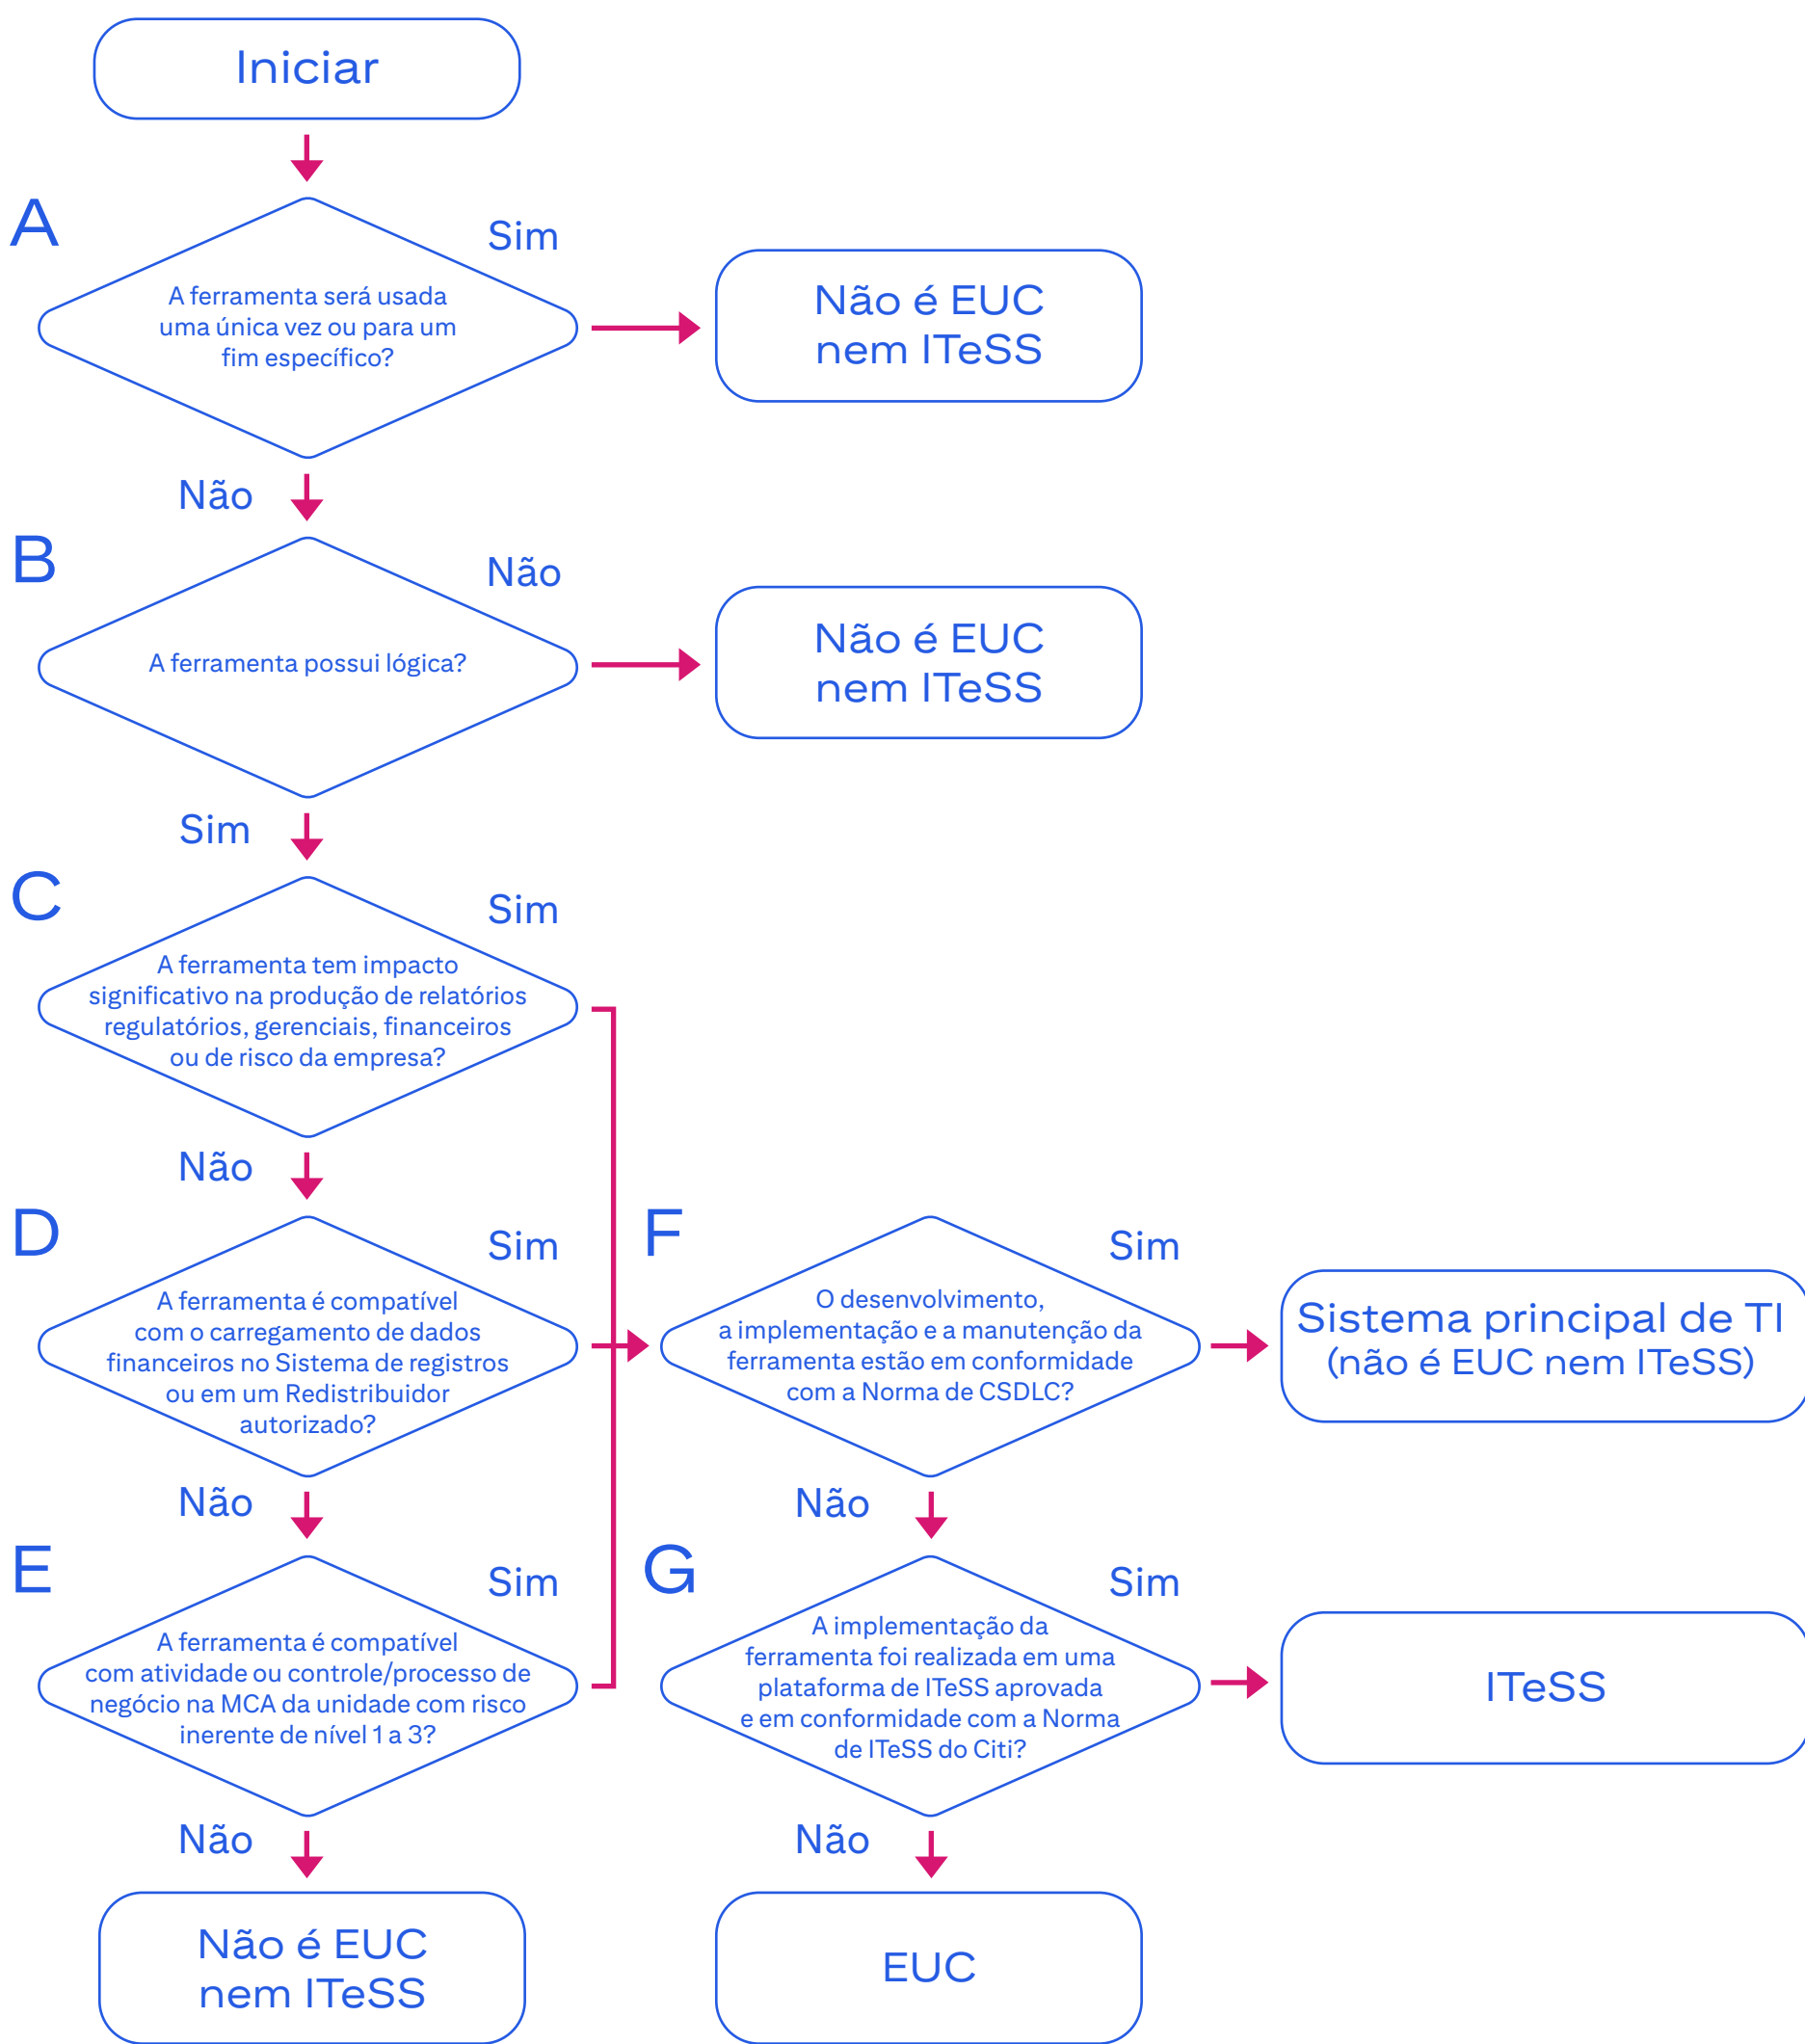 Iniciar
A
Sim
A ferramenta será usada
uma única vez ou para um
fim específico?
Não é EUC
nem ITeSS
Não
B
Não
A ferramenta possui lógica?
Não é EUC
nem ITeSS
Sim
C
Sim
A ferramenta tem impacto
significativo na produção de relatórios
regulatórios, gerenciais, financeiros
ou de risco da empresa?
Não
D
Sim
A ferramenta é compatível
com o carregamento de dados
financeiros no Sistema de registros
ou em um Redistribuidor
autorizado?
Não
E
Sim
A ferramenta é compatível
com atividade ou controle/processo de
negócio na MCA da unidade com risco
inerente de nível 1 a 3?
Não
Não é EUC
nem ITeSS
F
Sim
O desenvolvimento,
a implementação e a manutenção da
ferramenta estão em conformidade
com a Norma de CSDLC?
Sistema principal de TI
(não é EUC nem ITeSS)
Não
G
Sim
A implementação da
ferramenta foi realizada em uma
plataforma de ITeSS aprovada
e em conformidade com a Norma
de ITeSS do Citi?
ITeSS
Não
EUC